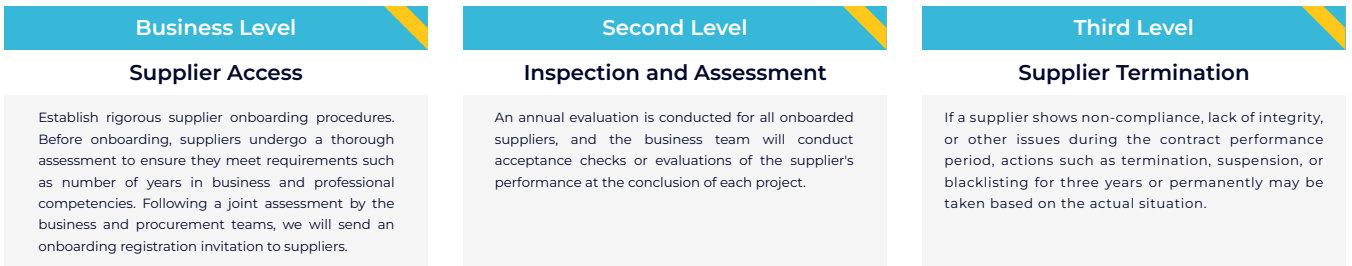 Business Level
Supplier Access
Establish rigorous supplier onboarding procedures.
Before onboarding, suppliers undergo a thorough
assessment to ensure they meet requirements such
as number of years in business and professional
competencies. Following a joint assessment by the
business and procurement teams, we will send an
onboarding registration invitation to suppliers.
Second Level
Inspection and Assessment
An annual evaluation is conducted for all onboarded
suppliers, and the business team will conduct
acceptance checks or evaluations of the supplier's
performance at the conclusion of each project.
Third Level
Supplier Termination
If a supplier shows non-compliance, lack of integrity,
or other issues during the contract performance
period, actions such as termination, suspension, or
blacklisting for three years or permanently may be
taken based on the actual situation.